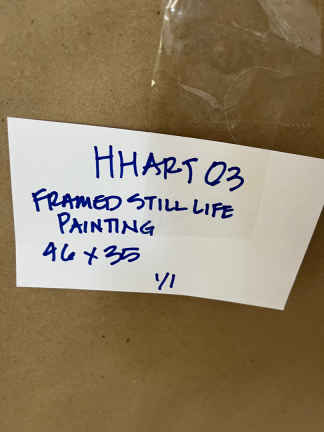 HHART 03
FRAMED STILL LIFE
PAINTING
46 x 35
1/1